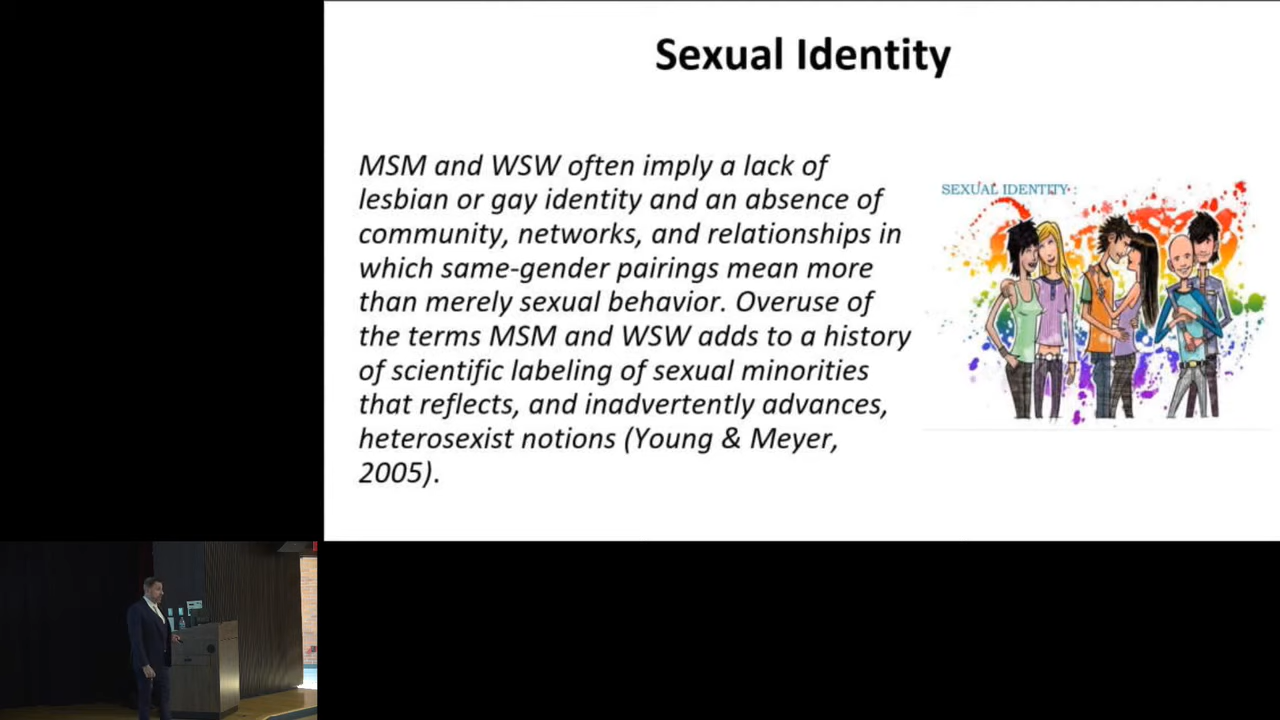 Sexual Identity
MSM and WSW often imply a lack of
lesbian or gay identity and an absence of
community, networks, and relationships in
which same-gender pairings mean more
than merely sexual behavior. Overuse of
the terms MSM and WSW adds to a history
of scientific labeling of sexual minorities
that reflects, and inadvertently advances,
heterosexist notions (Young & Meyer,
2005).
SEXUAL IDENTITY :